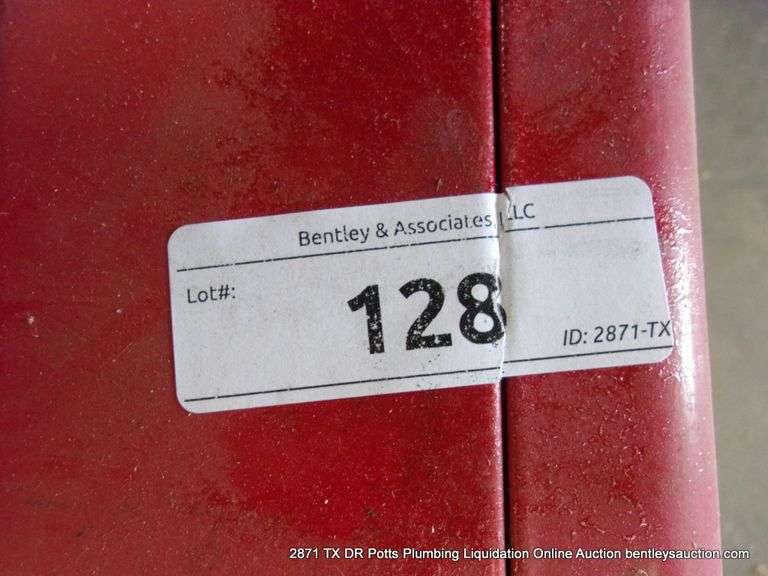 Bentley & Associates, LLC
Lot#:
128
ID: 2871-TX
2871 TX DR Potts Plumbing Liquidation Online Auction bentleysauction.com